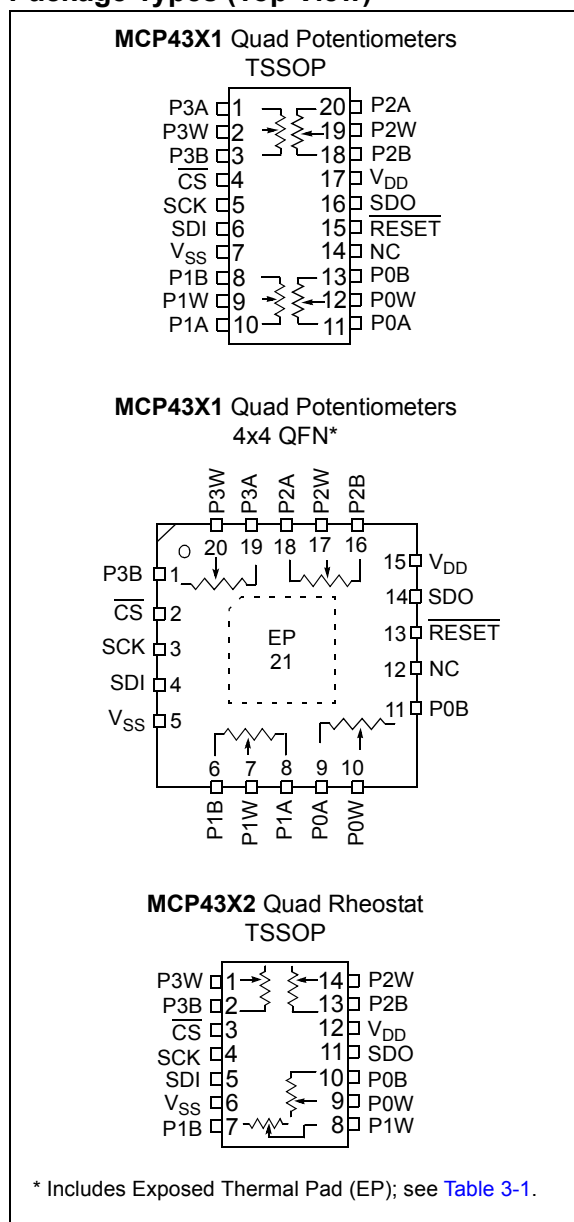 MCP43X1 Quad Potentiometers
TSSOP
P3A 1 20 P2A
P3W 2 19 P2W
P3B 3 18 P2B
CS 4 17 VDD
SCK 5 16 SDO
SDI 6 15 RESET
VSS 7 14 NC
P1B 8 13 P0B
P1W 9 12 P0W
P1A 10 11 P0A
MCP43X1 Quad Potentiometers
4x4 QFN*
P3W P3A P2A P2W P2B
20 19 18 17 16
P3B 1 15 VDD
CS 2 14 SDO
SCK 3 EP 13 RESET
21
SDI 4 12 NC
VSS 5 11 P0B
6 7 8 9 10
P1B P1W P1A P0A P0W
MCP43X2 Quad Rheostat
TSSOP
P3W 1 14 P2W
P3B 2 13 P2B
CS 3 12 VDD
SCK 4 11 SDO
SDI 5 10 P0B
VSS 6 9 P0W
P1B 7 8 P1W
* Includes Exposed Thermal Pad (EP); see Table 3-1.